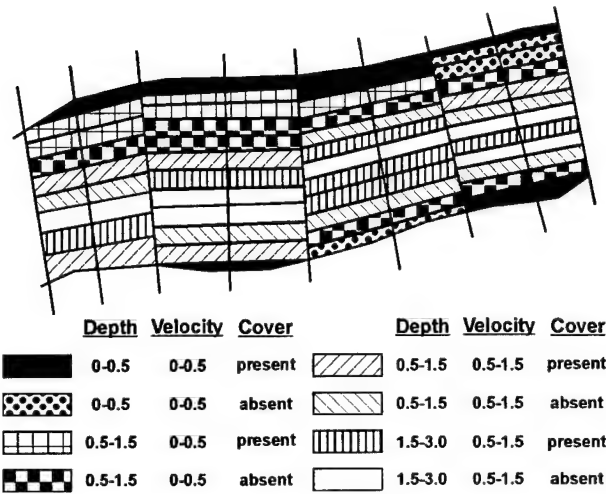 Depth Velocity Cover Depth Velocity Cover
0-0.5 0-0.5 present 0.5-1.5 0.5-1.5 present
0-0.5 0-0.5 absent 0.5-1.5 0.5-1.5 absent
0.5-1.5 0-0.5 present 1.5-3.0 0.5-1.5 present
0.5-1.5 0-0.5 absent 1.5-3.0 0.5-1.5 absent